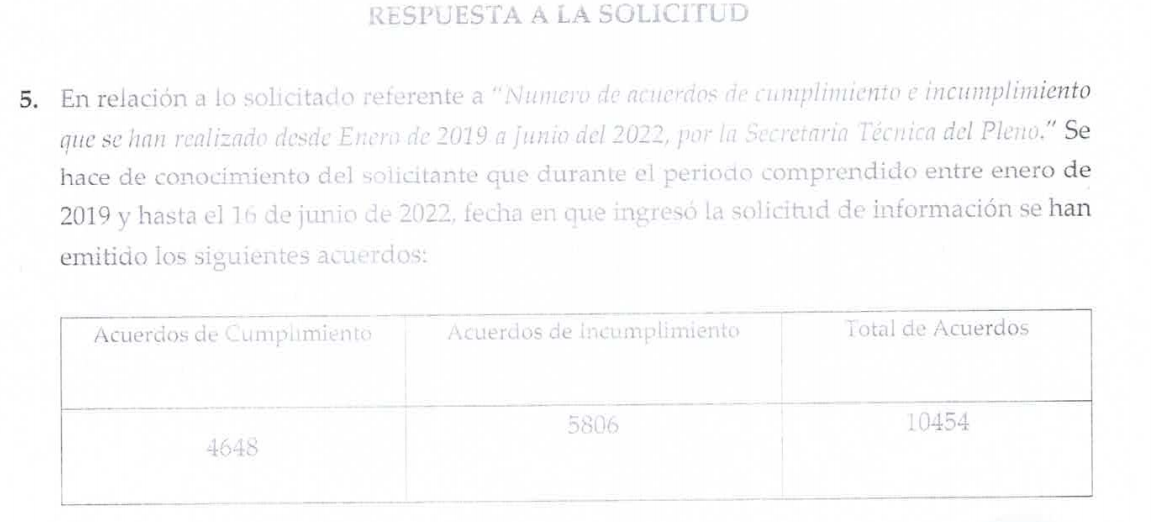 RESPUESTA A LA SOLICITUD
5. En relación a lo solicitado referente a "Numero de acuerdos de cumplimiento e incumplimiento
que se han realizado desde Enero de 2019 a junio del 2022, por la Secretaria Técnica del Pleno." Se
hace de conocimiento del solicitante que durante el periodo comprendido entre enero de
2019 y hasta el 16 de junio de 2022, fecha en que ingresó la solicitud de información se han
emitido los siguientes acuerdos:
Acuerdos de Cumplimiento Acuerdos de Incumplimiento Total de Acuerdos
4648 5806 10454